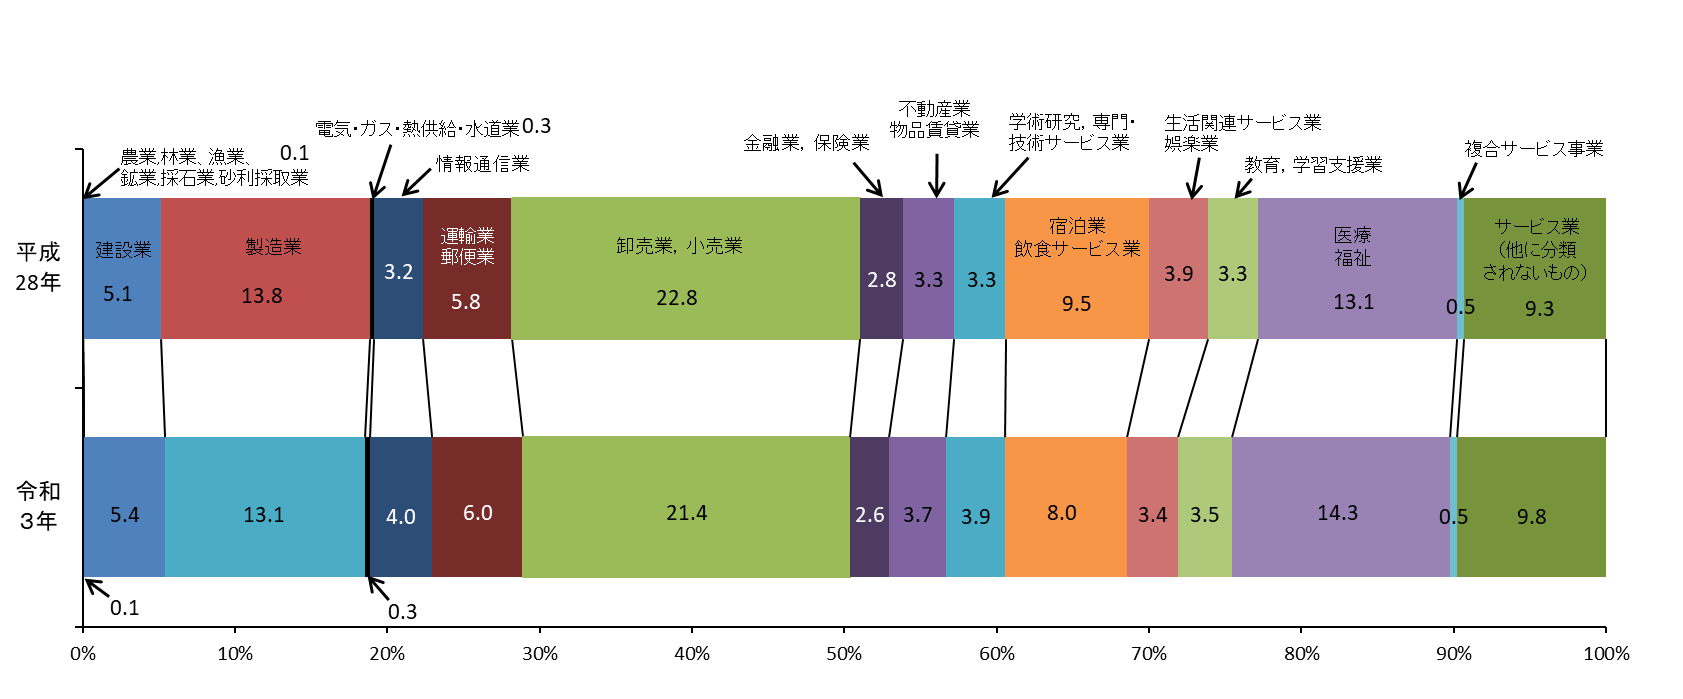 不動産業
物品賃貸業
電気・ガス・熱供給・水道業0.3
学術研究，専門・
技術サービス業
生活関連サービス業
娯楽業
金融業，保険業
複合サービス事業
農業,林業、漁業、 0.1
鉱業,採石業,砂利採取業
情報通信業
教育，学習支援業
平成
28年
建設業
5.1
製造業
13.8
3.2
運輸業
郵便業
5.8
卸売業，小売業
22.8
2.8
3.3
3.3
宿泊業
飲食サービス業
9.5
3.9
3.3
医療
福祉
13.1
0.5
サービス業
（他に分類
されないもの）
9.3
令和
３年
5.4
13.1
4.0
6.0
21.4
2.6
3.7
3.9
8.0
3.4
3.5
14.3
0.5
9.8
0.1
0.3
0% 10% 20% 30% 40% 50% 60% 70% 80% 90% 100%